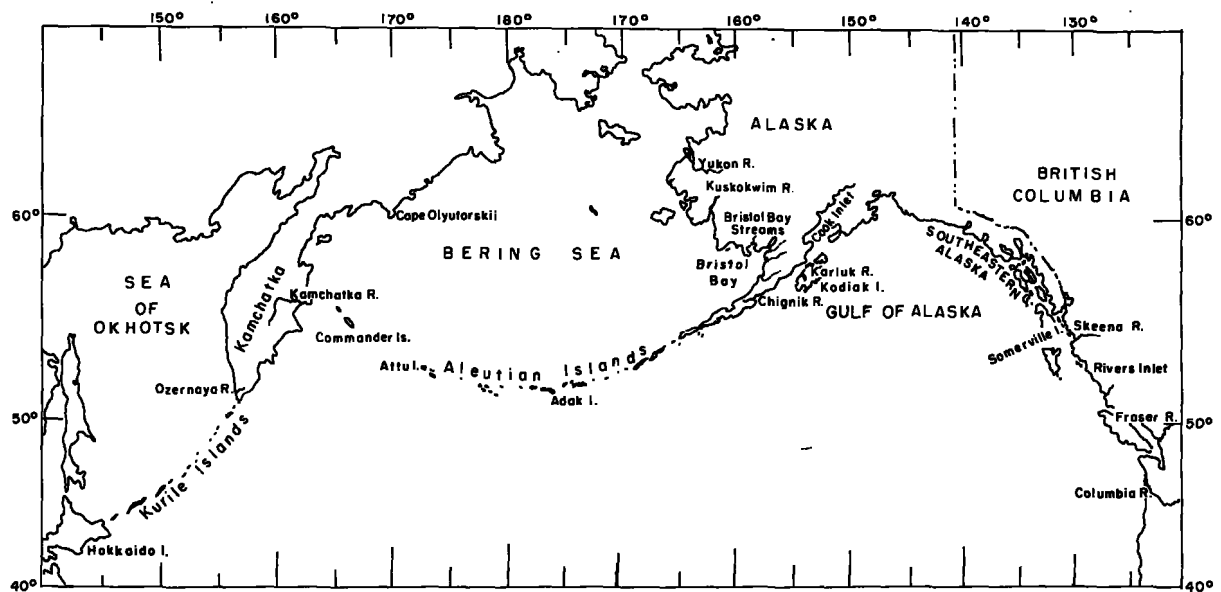 150° 160° 170° 180° 170° 160° 150° 140° 130°
ALASKA
Yukon R.
BRITISH
COLUMBIA
Kuskokwim R.
60°
60°
Cape Olyutorskii
Bristol Bay
Streams
Cook Inlet
BERING SEA
SOUTHEASTERN
ALASKA
Bristol
Bay
SEA
OF
OKHOTSK
Kamchatka
Karluk R.
Kodiak I.
Kamchatka R.
Chignik R.
GULF OF ALASKA
Commander Is.
Skeena R.
Somerville I.
Attu I.
Aleutian Islands
Rivers Inlet
Ozernaya R.
Adak I.
50°
50°
Fraser R.
Kurile Islands
Columbia R.
Hokkaido I.
40°
40°